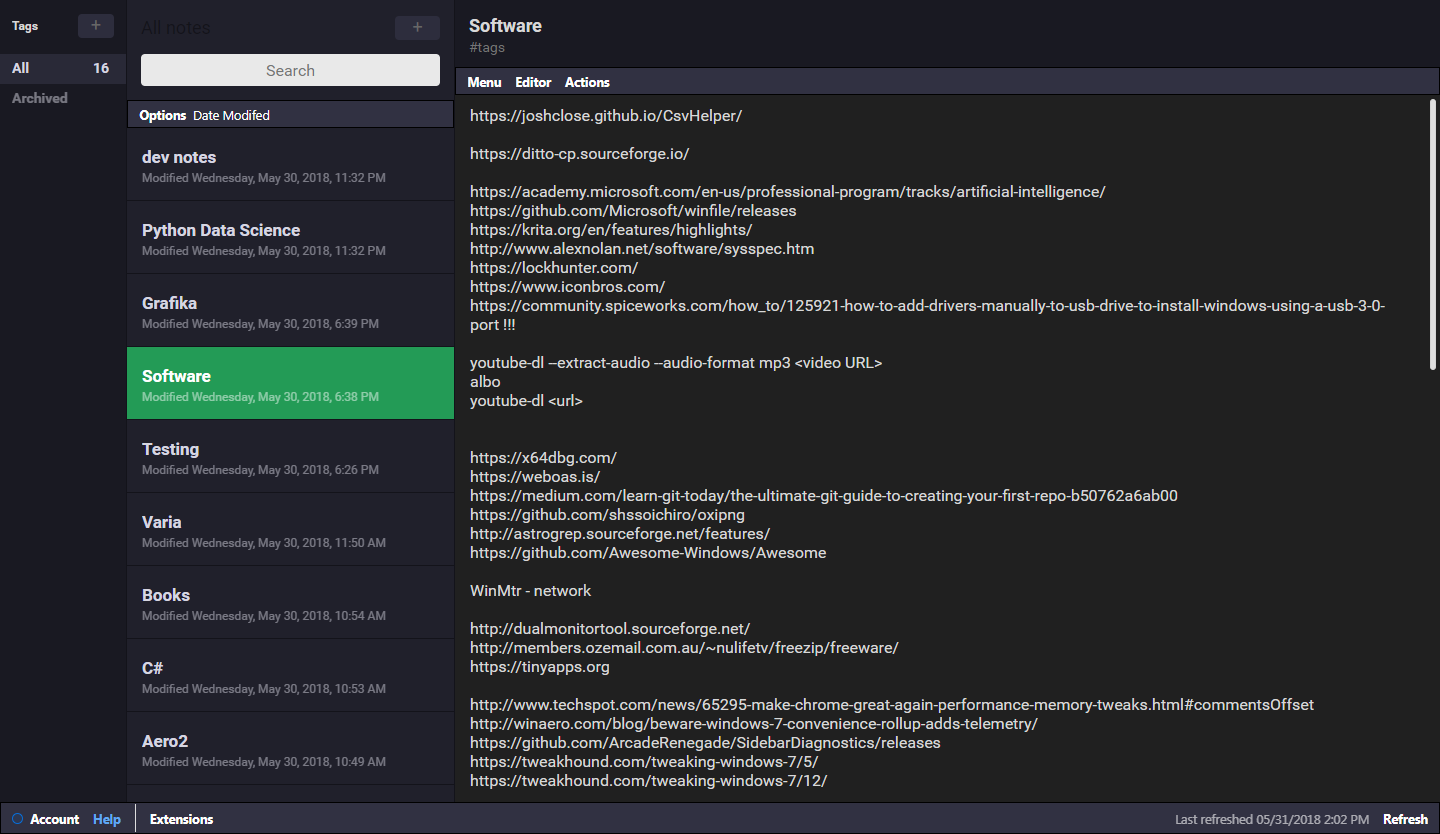 Tags +
All 16
Archived
All notes +
Search
Options Date Modifed
dev notes
Modified Wednesday, May 30, 2018, 11:32 PM
Python Data Science
Modified Wednesday, May 30, 2018, 11:32 PM
Grafika
Modified Wednesday, May 30, 2018, 6:39 PM
Software
Modified Wednesday, May 30, 2018, 6:38 PM
Testing
Modified Wednesday, May 30, 2018, 6:26 PM
Varia
Modified Wednesday, May 30, 2018, 11:50 AM
Books
Modified Wednesday, May 30, 2018, 10:54 AM
C#
Modified Wednesday, May 30, 2018, 10:53 AM
Aero2
Modified Wednesday, May 30, 2018, 10:49 AM
Software
#tags
Menu Editor Actions
https://joshclose.github.io/CsvHelper/
https://ditto-cp.sourceforge.io/
https://academy.microsoft.com/en-us/professional-program/tracks/artificial-intelligence/
https://github.com/Microsoft/winfile/releases
https://krita.org/en/features/highlights/
http://www.alexnolan.net/software/sysspec.htm
https://lockhunter.com/
https://www.iconbros.com/
https://community.spiceworks.com/how_to/125921-how-to-add-drivers-manually-to-usb-drive-to-install-windows-using-a-usb-3-0-
port !!!
youtube-dl --extract-audio --audio-format mp3 <video URL>
albo
youtube-dl <url>
https://x64dbg.com/
https://weboas.is/
https://medium.com/learn-git-today/the-ultimate-git-guide-to-creating-your-first-repo-b50762a6ab00
https://github.com/shssoichiro/oxipng
http://astrogrep.sourceforge.net/features/
https://github.com/Awesome-Windows/Awesome
WinMtr - network
http://dualmonitortool.sourceforge.net/
http://members.ozemail.com.au/~nulifetv/freezip/freeware/
https://tinyapps.org
http://www.techspot.com/news/65295-make-chrome-great-again-performance-memory-tweaks.html#commentsOffset
http://winaero.com/blog/beware-windows-7-convenience-rollup-adds-telemetry/
https://github.com/ArcadeRenegade/SidebarDiagnostics/releases
https://tweakhound.com/tweaking-windows-7/5/
https://tweakhound.com/tweaking-windows-7/12/
Account Help Extensions Last refreshed 05/31/2018 2:02 PM Refresh